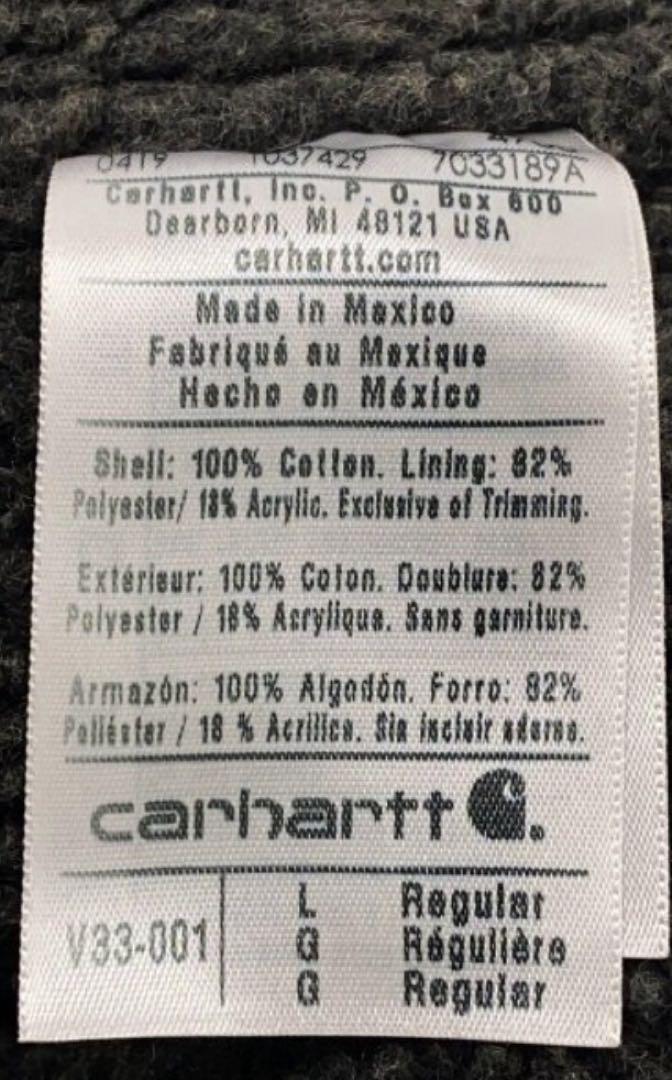 0419 1037429 7033189A
Carhartt, Inc. P. O. Box 600
Dearborn, MI 48121 USA
carhartt.com
Made in Mexico
Fabriqué au Mexique
Hecho en México
Shell: 100% Cotton. Lining: 82%
Polyester/ 18% Acrylic. Exclusive of Trimming.
Extérieur: 100% Coton. Doublure: 82%
Polyester / 18% Acrylique. Sans garniture.
Armazón: 100% Algodón. Forro: 82%
Poliéster / 18 % Acrílico. Sin incluir adorno.
carhartt
V33-001
L Regular
G Régulière
G Regular